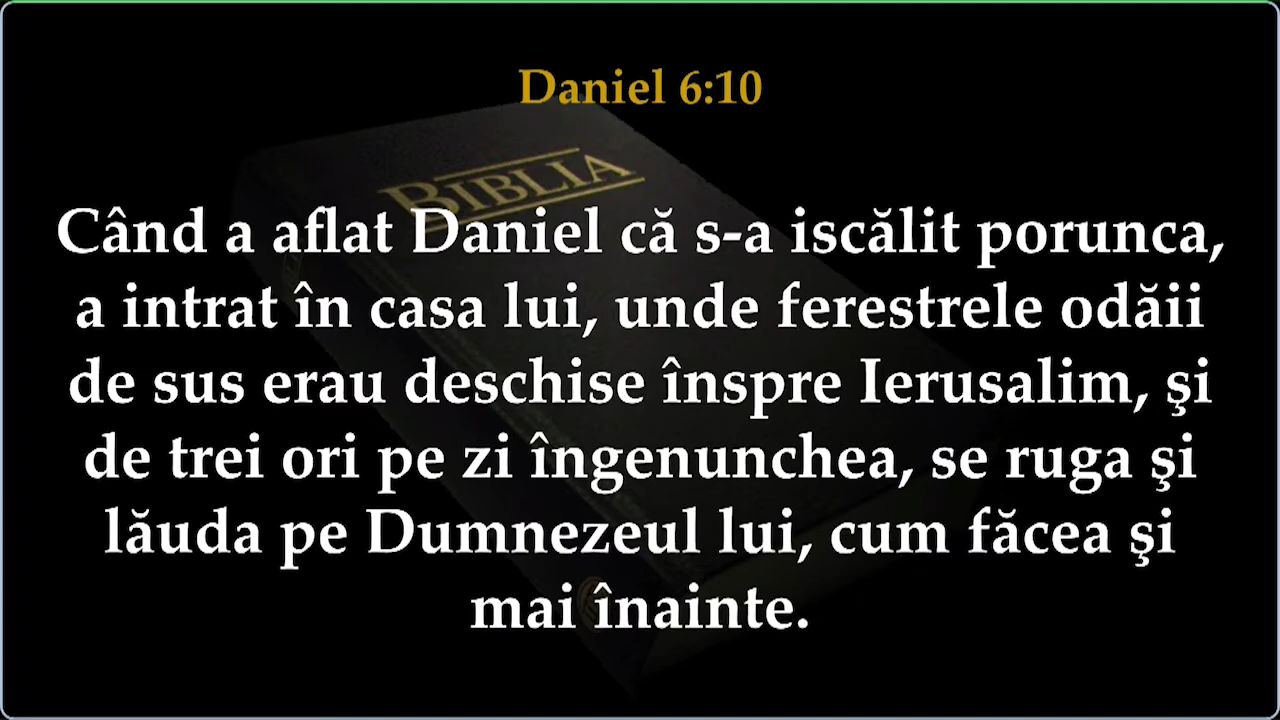 Daniel 6:10
BIBLIA
Când a aflat Daniel că s-a iscălit porunca,
a intrat în casa lui, unde ferestrele odăii
de sus erau deschise înspre Ierusalim, şi
de trei ori pe zi îngenunchea, se ruga şi
lăuda pe Dumnezeul lui, cum făcea şi
mai înainte.